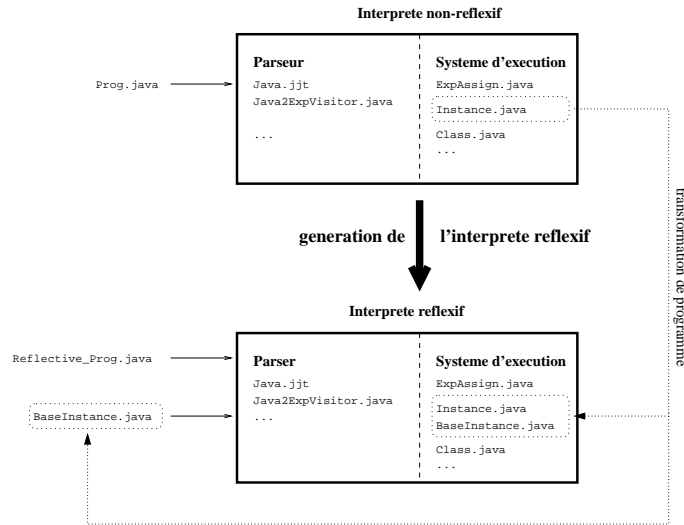 Interprete non-reflexif
Parseur
Systeme d'execution
Prog.java
Java.jjt
Java2ExpVisitor.java
...
ExpAssign.java
Instance.java
Class.java
...
transformation de programme
generation de l'interprete reflexif
Interprete reflexif
Parser
Systeme d'execution
Reflective_Prog.java
BaseInstance.java
Java.jjt
Java2ExpVisitor.java
...
ExpAssign.java
Instance.java
BaseInstance.java
Class.java
...